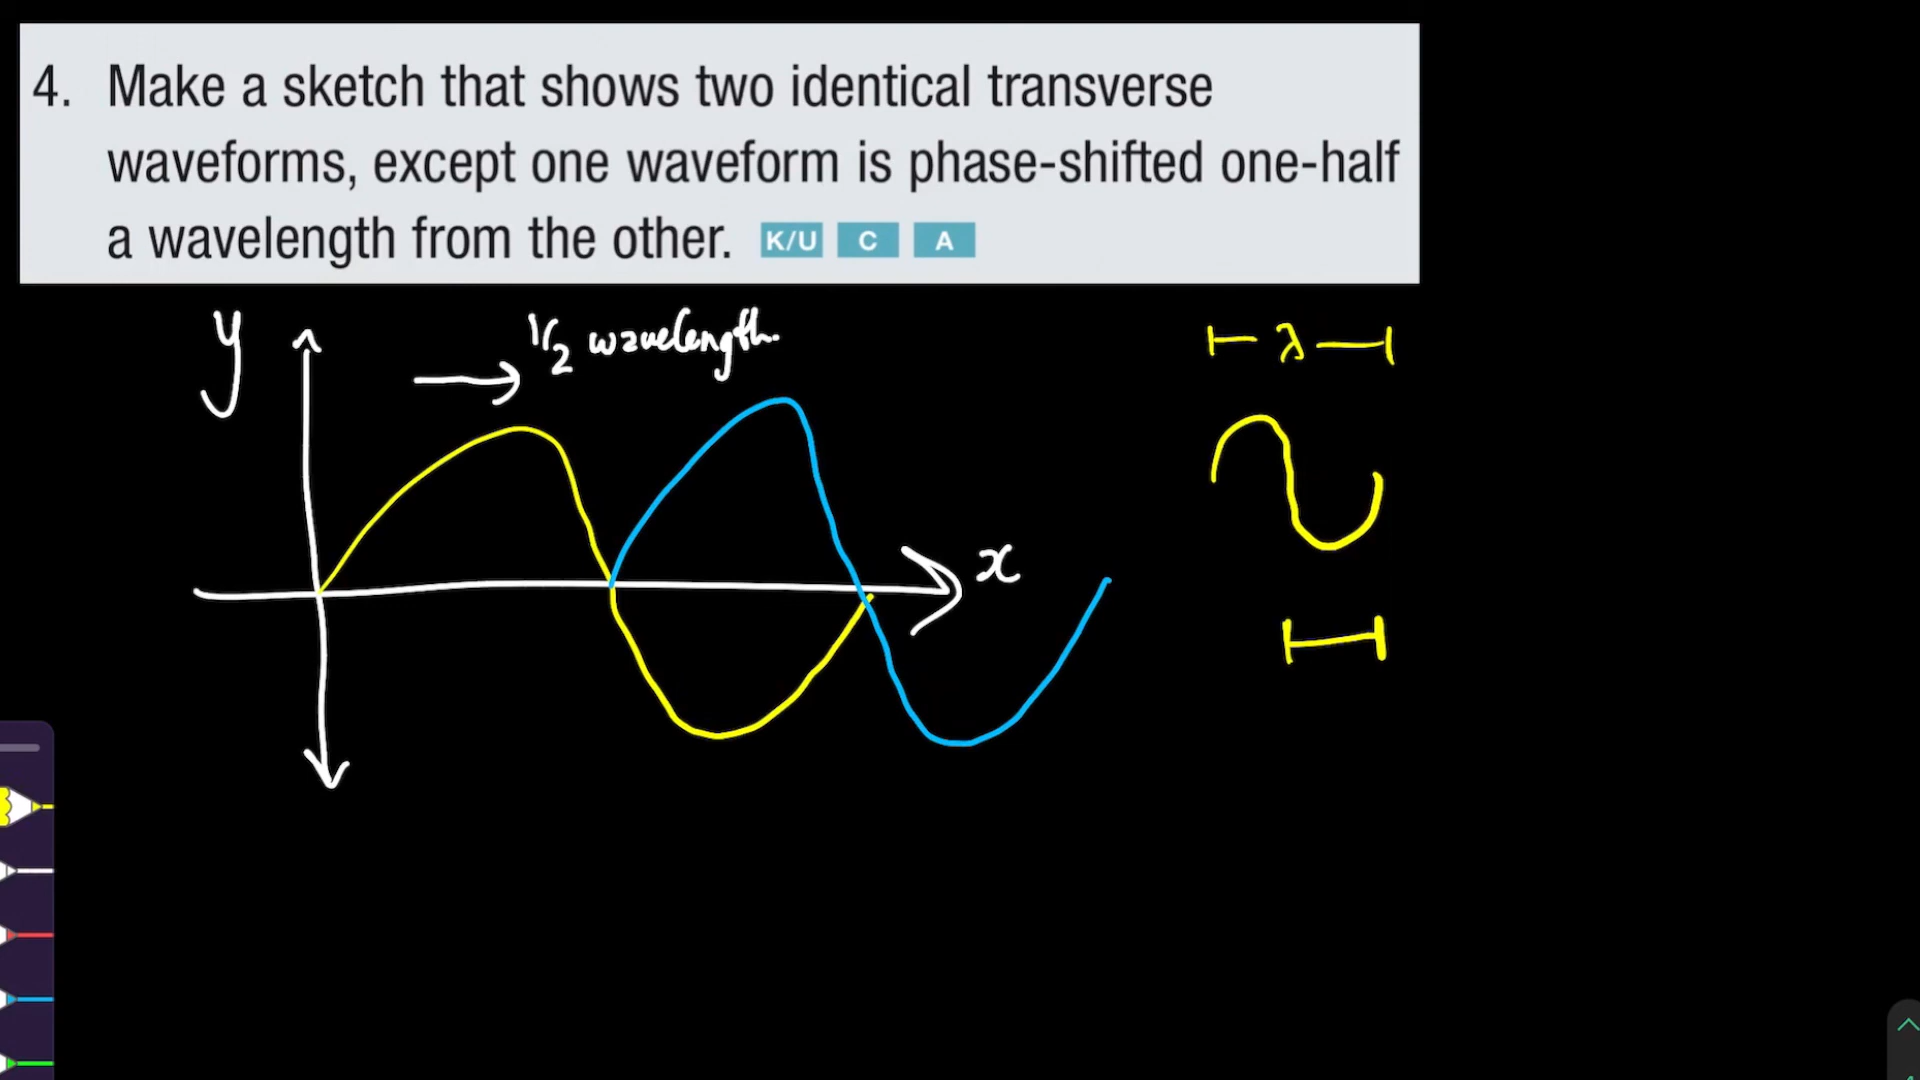 4. Make a sketch that shows two identical transverse
waveforms, except one waveform is phase-shifted one-half
a wavelength from the other. K/U C A
y
1/2 wavelength.
λ
x